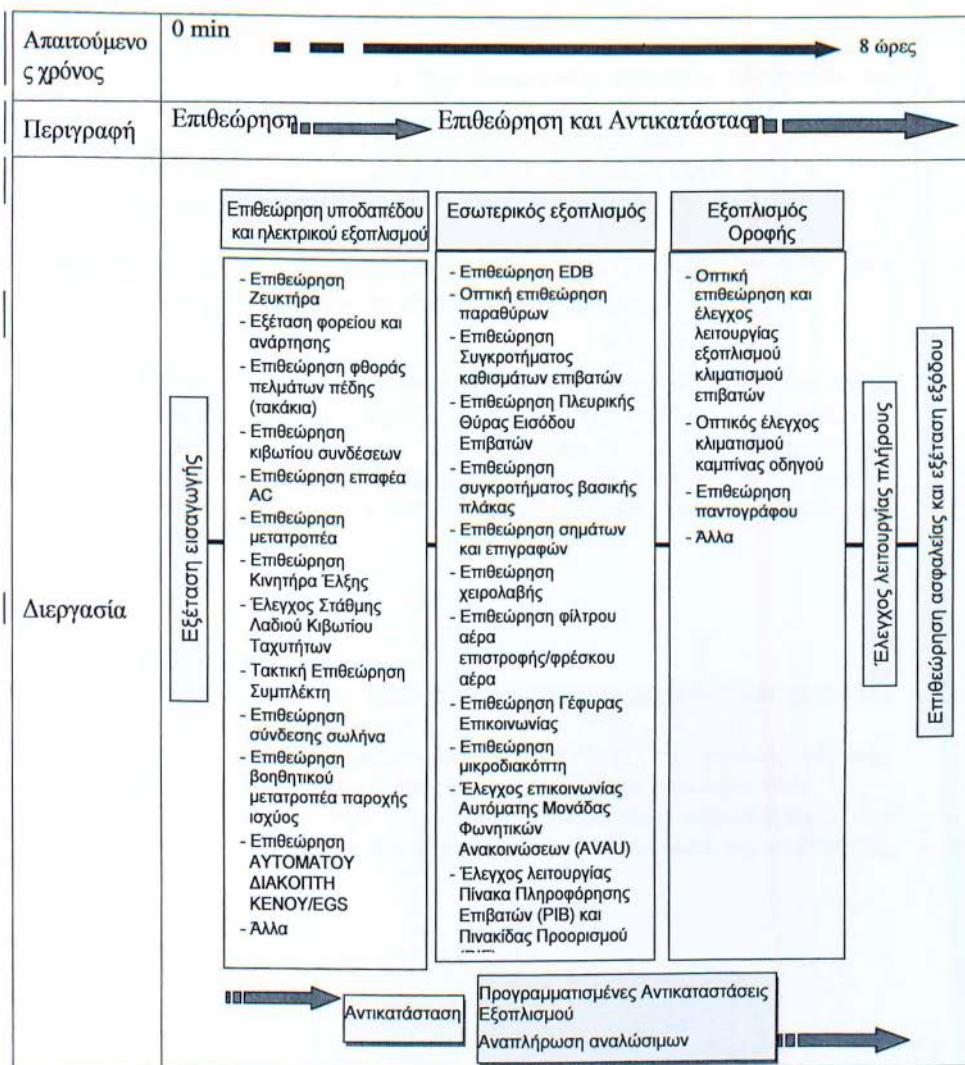 Απαιτούμενο
ς χρόνος
0 min
8 ώρες
Περιγραφή
Επιθεώρηση
Επιθεώρηση και Αντικατάσταση
Διεργασία
Εξέταση εισαγωγής
Επιθεώρηση υποδαπέδου
και ηλεκτρικού εξοπλισμού
- Επιθεώρηση
Ζευκτήρα
- Εξέταση φορείου και
ανάρτησης
- Επιθεώρηση φθοράς
πελμάτων πέδης
(τακάκια)
- Επιθεώρηση
κιβωτίου συνδέσεων
- Επιθεώρηση επαφέα
AC
- Επιθεώρηση
μετατροπέα
- Επιθεώρηση
Κινητήρα Έλξης
- Έλεγχος Στάθμης
Λαδιού Κιβωτίου
Ταχυτήτων
- Τακτική Επιθεώρηση
Συμπλέκτη
- Επιθεώρηση
σύνδεσης σωλήνα
- Επιθεώρηση
βοηθητικού
μετατροπέα παροχής
ισχύος
- Επιθεώρηση
ΑΥΤΟΜΑΤΟΥ
ΔΙΑΚΟΠΤΗ
ΚΕΝΟΥ/EGS
- Άλλα
Εσωτερικός εξοπλισμός
- Επιθεώρηση EDB
- Οπτική επιθεώρηση
παραθύρων
- Επιθεώρηση
Συγκροτήματος
καθισμάτων επιβατών
- Επιθεώρηση Πλευρικής
Θύρας Εισόδου
Επιβατών
- Επιθεώρηση
συγκροτήματος βασικής
πλάκας
- Επιθεώρηση σημάτων
και επιγραφών
- Επιθεώρηση
χειρολαβής
- Επιθεώρηση φίλτρου
αέρα
επιστροφής/φρέσκου
αέρα
- Επιθεώρηση Γέφυρας
Επικοινωνίας
- Επιθεώρηση
μικροδιακόπτη
- Έλεγχος επικοινωνίας
Αυτόματης Μονάδας
Φωνητικών
Ανακοινώσεων (AVAU)
- Έλεγχος λειτουργίας
Πίνακα Πληροφόρησης
Επιβατών (PIB) και
Πινακίδας Προορισμού
Εξοπλισμός
Οροφής
- Οπτική
επιθεώρηση και
έλεγχος
λειτουργίας
εξοπλισμού
κλιματισμού
επιβατών
- Οπτικός έλεγχος
κλιματισμού
καμπίνας οδηγού
- Επιθεώρηση
παντογράφου
- Άλλα
Έλεγχος λειτουργίας πλήρους
Επιθεώρηση ασφαλείας και εξέταση εξόδου
Αντικατάσταση
Προγραμματισμένες Αντικαταστάσεις
Εξοπλισμού
Αναπλήρωση αναλώσιμων